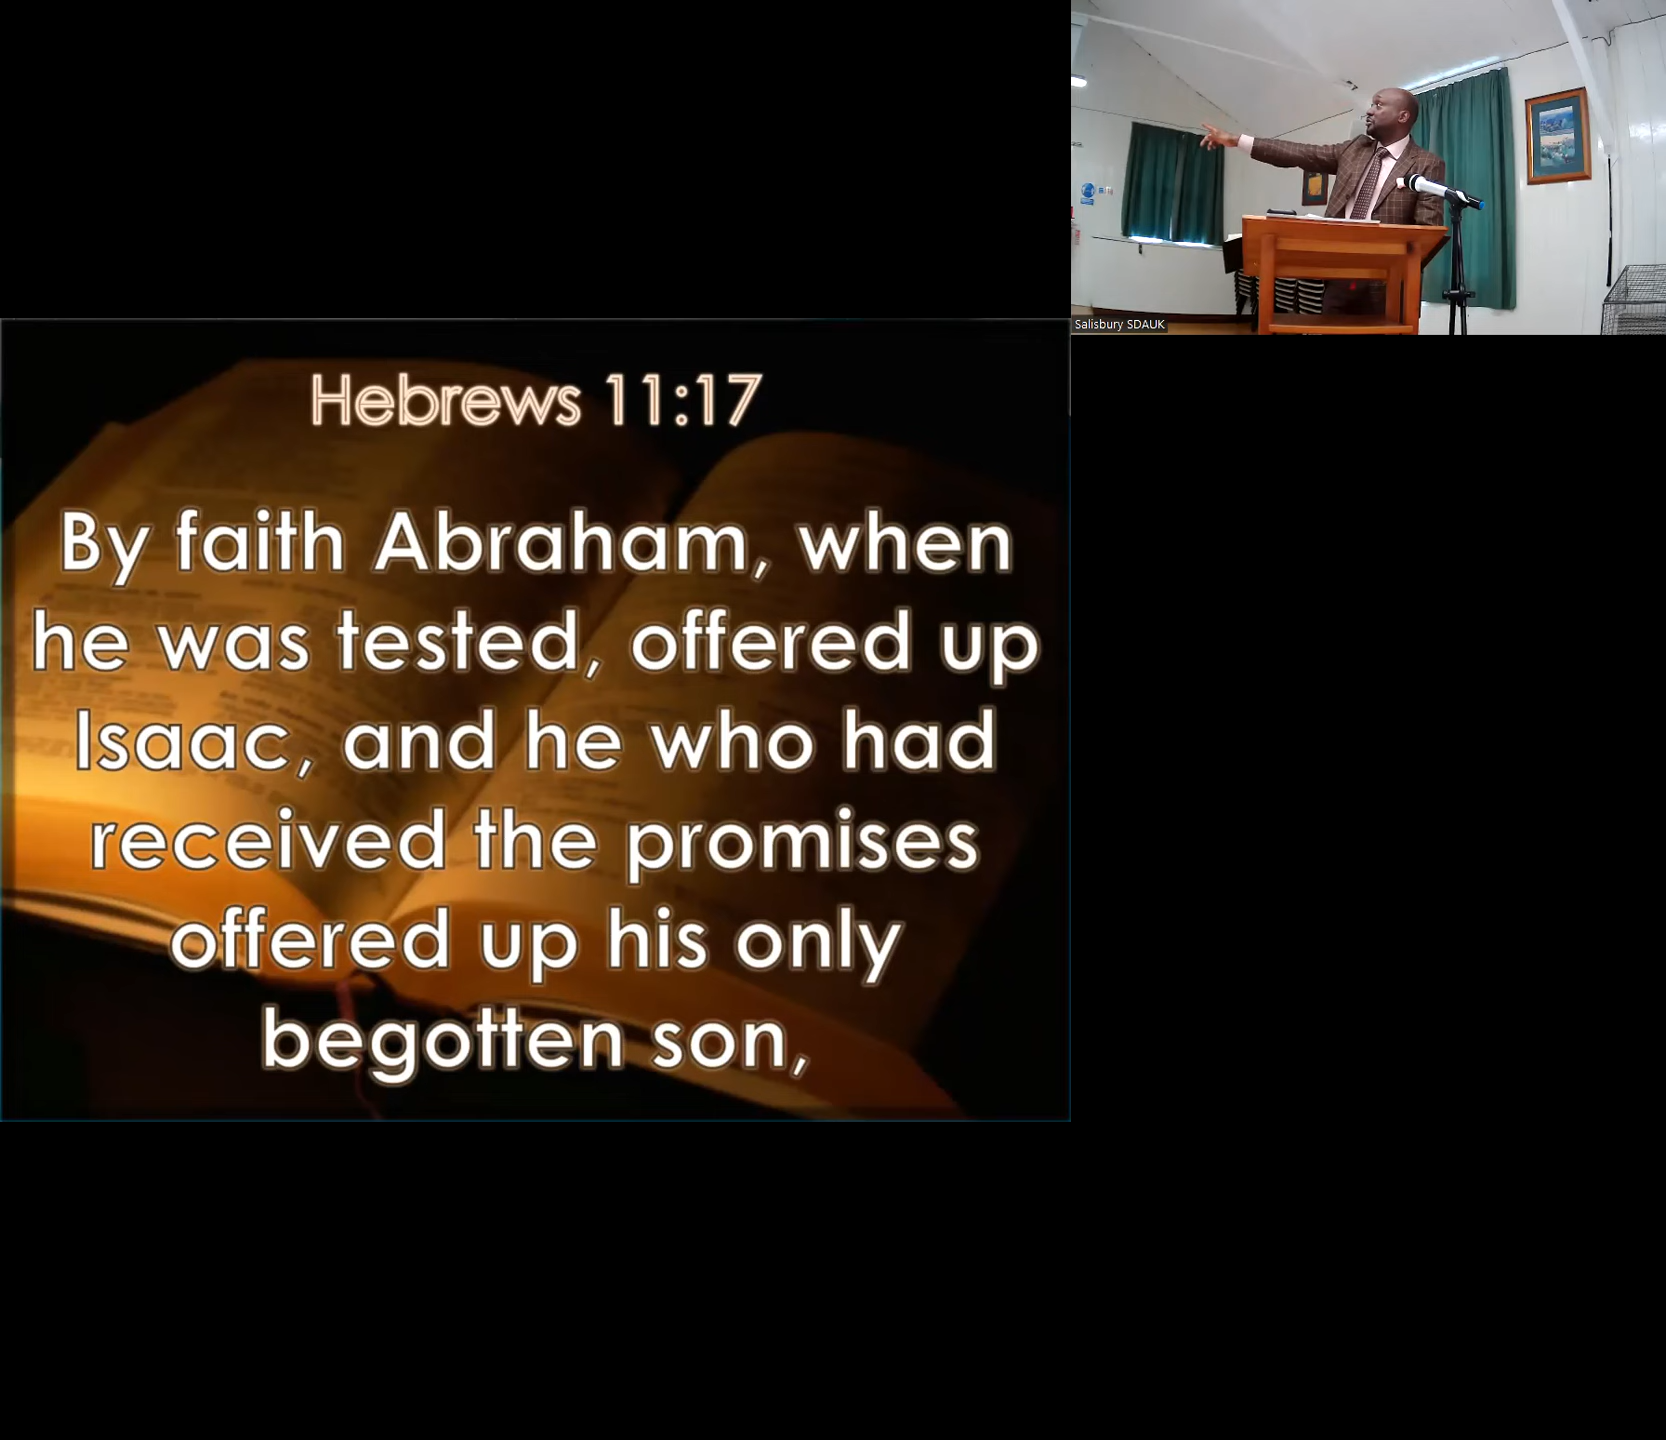 Hebrews 11:17
By faith Abraham, when
he was tested, offered up
Isaac, and he who had
received the promises
offered up his only
begotten son,
Salisbury SDAUK